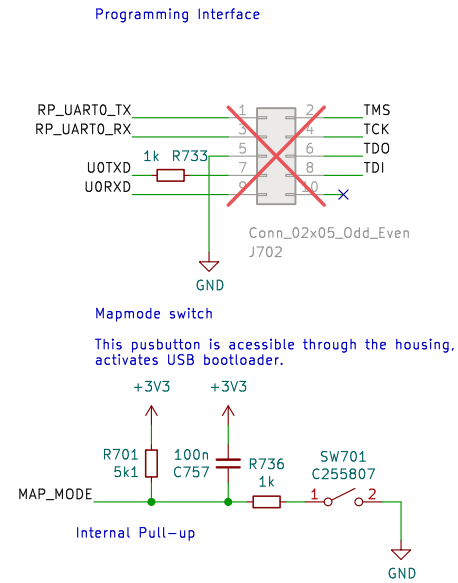 Programming Interface
RP_UART0_TX 1 2 TMS
RP_UART0_RX 3 4 TCK
5 6 TDO
1k R733
U0TXD 7 8 TDI
U0RXD 9 10
Conn_02x05_Odd_Even
J702
GND
Mapmode switch
This pusbutton is acessible through the housing,
activates USB bootloader.
+3V3 +3V3
R701 100n
5k1 C757
R736
1k
SW701
C255807
MAP_MODE 1 2
Internal Pull-up
GND